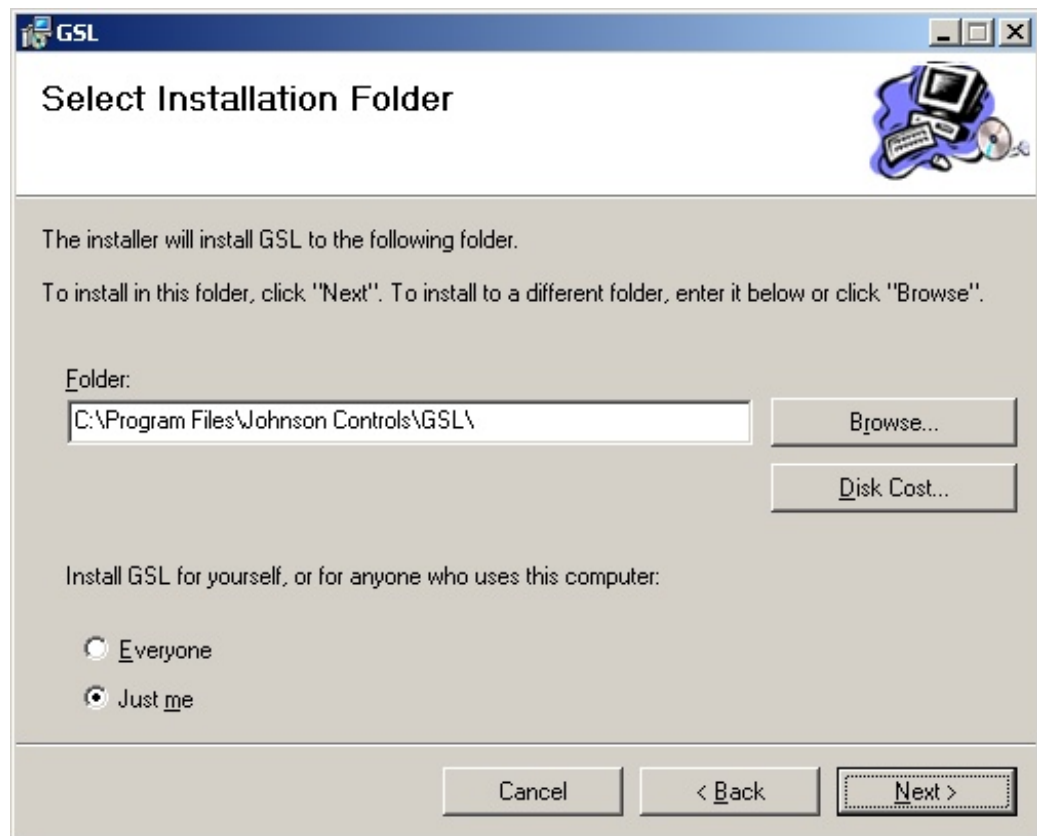 GSL
Select Installation Folder
The installer will install GSL to the following folder.
To install in this folder, click "Next". To install to a different folder, enter it below or click "Browse".
Folder:
C:\Program Files\Johnson Controls\GSL\
Browse...
Disk Cost...
Install GSL for yourself, or for anyone who uses this computer:
Everyone
Just me
Cancel
< Back
Next >